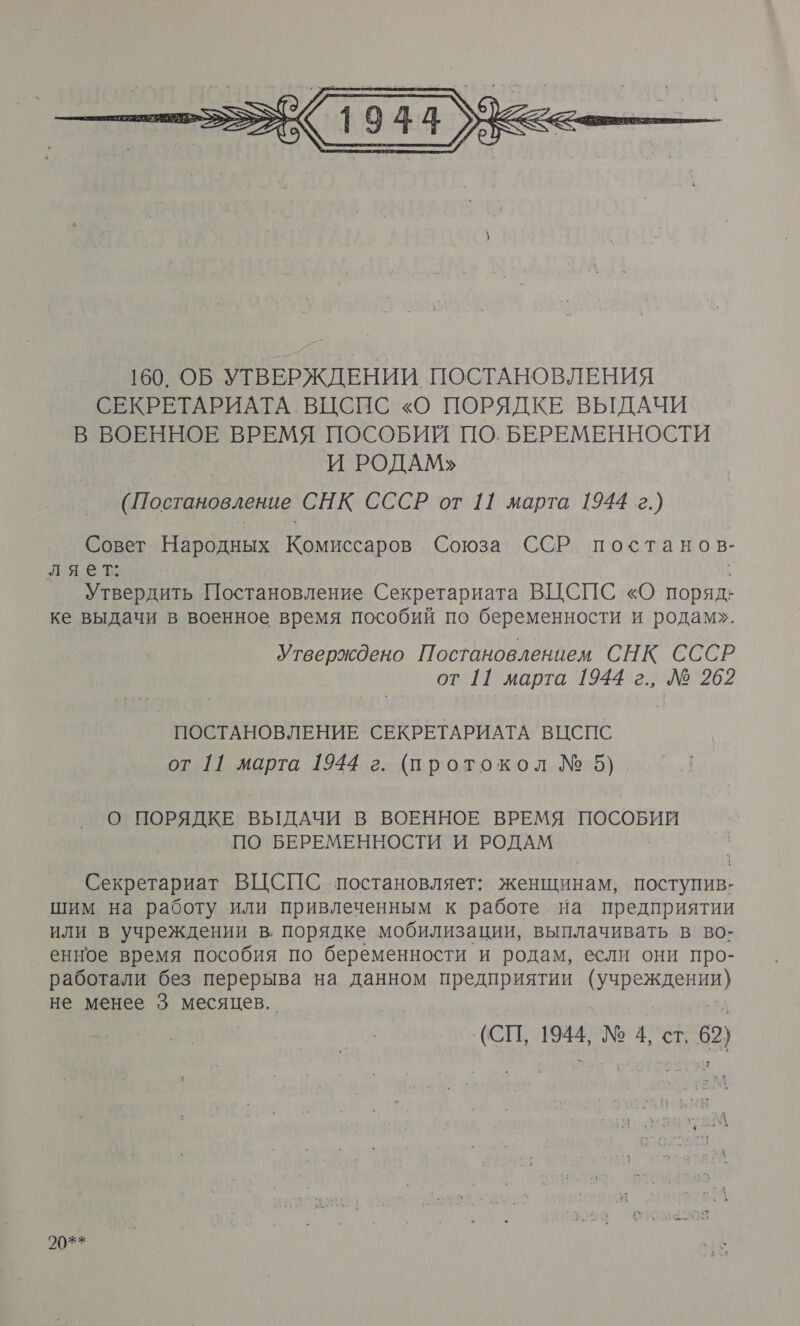 1944
160. ОБ УТВЕРЖДЕНИИ ПОСТАНОВЛЕНИЯ
СЕКРЕТАРИАТА ВЦСПС «О ПОРЯДКЕ ВЫДАЧИ
В ВОЕННОЕ ВРЕМЯ ПОСОБИЙ ПО БЕРЕМЕННОСТИ
И РОДАМ»
(Постановление СНК СССР от 11 марта 1944 г.)
Совет Народных Комиссаров Союза ССР постанов-
ляет:
Утвердить Постановление Секретариата ВЦСПС «О поряд-
ке выдачи в военное время пособий по беременности и родам».
Утверждено Постановлением СНК СССР
от 11 марта 1944 г., № 262
ПОСТАНОВЛЕНИЕ СЕКРЕТАРИАТА ВЦСПС
от 11 марта 1944 г. (протокол № 5)
О ПОРЯДКЕ ВЫДАЧИ В ВОЕННОЕ ВРЕМЯ ПОСОБИЙ
ПО БЕРЕМЕННОСТИ И РОДАМ
Секретариат ВЦСПС постановляет: женщинам, поступив-
шим на работу или привлеченным к работе на предприятии
или в учреждении в порядке мобилизации, выплачивать в во-
енное время пособия по беременности и родам, если они про-
работали без перерыва на данном предприятии (учреждении)
не менее 3 месяцев.
(СП, 1944, № 4, ст. 62)
20**